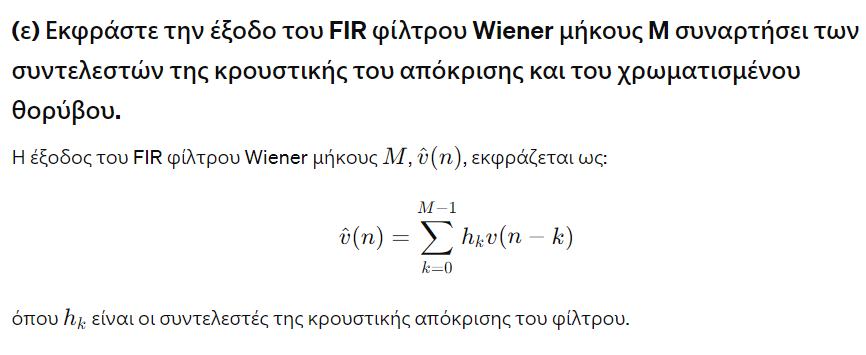 (ε) Εκφράστε την έξοδο του FIR φίλτρου Wiener μήκους M συναρτήσει των
συντελεστών της κρουστικής του απόκρισης και του χρωματισμένου
θορύβου.
Η έξοδος του FIR φίλτρου Wiener μήκους M, v̂(n), εκφράζεται ως:
v̂(n) = ∑_{k=0}^{M−1} h_k v(n − k)
όπου h_k είναι οι συντελεστές της κρουστικής απόκρισης του φίλτρου.